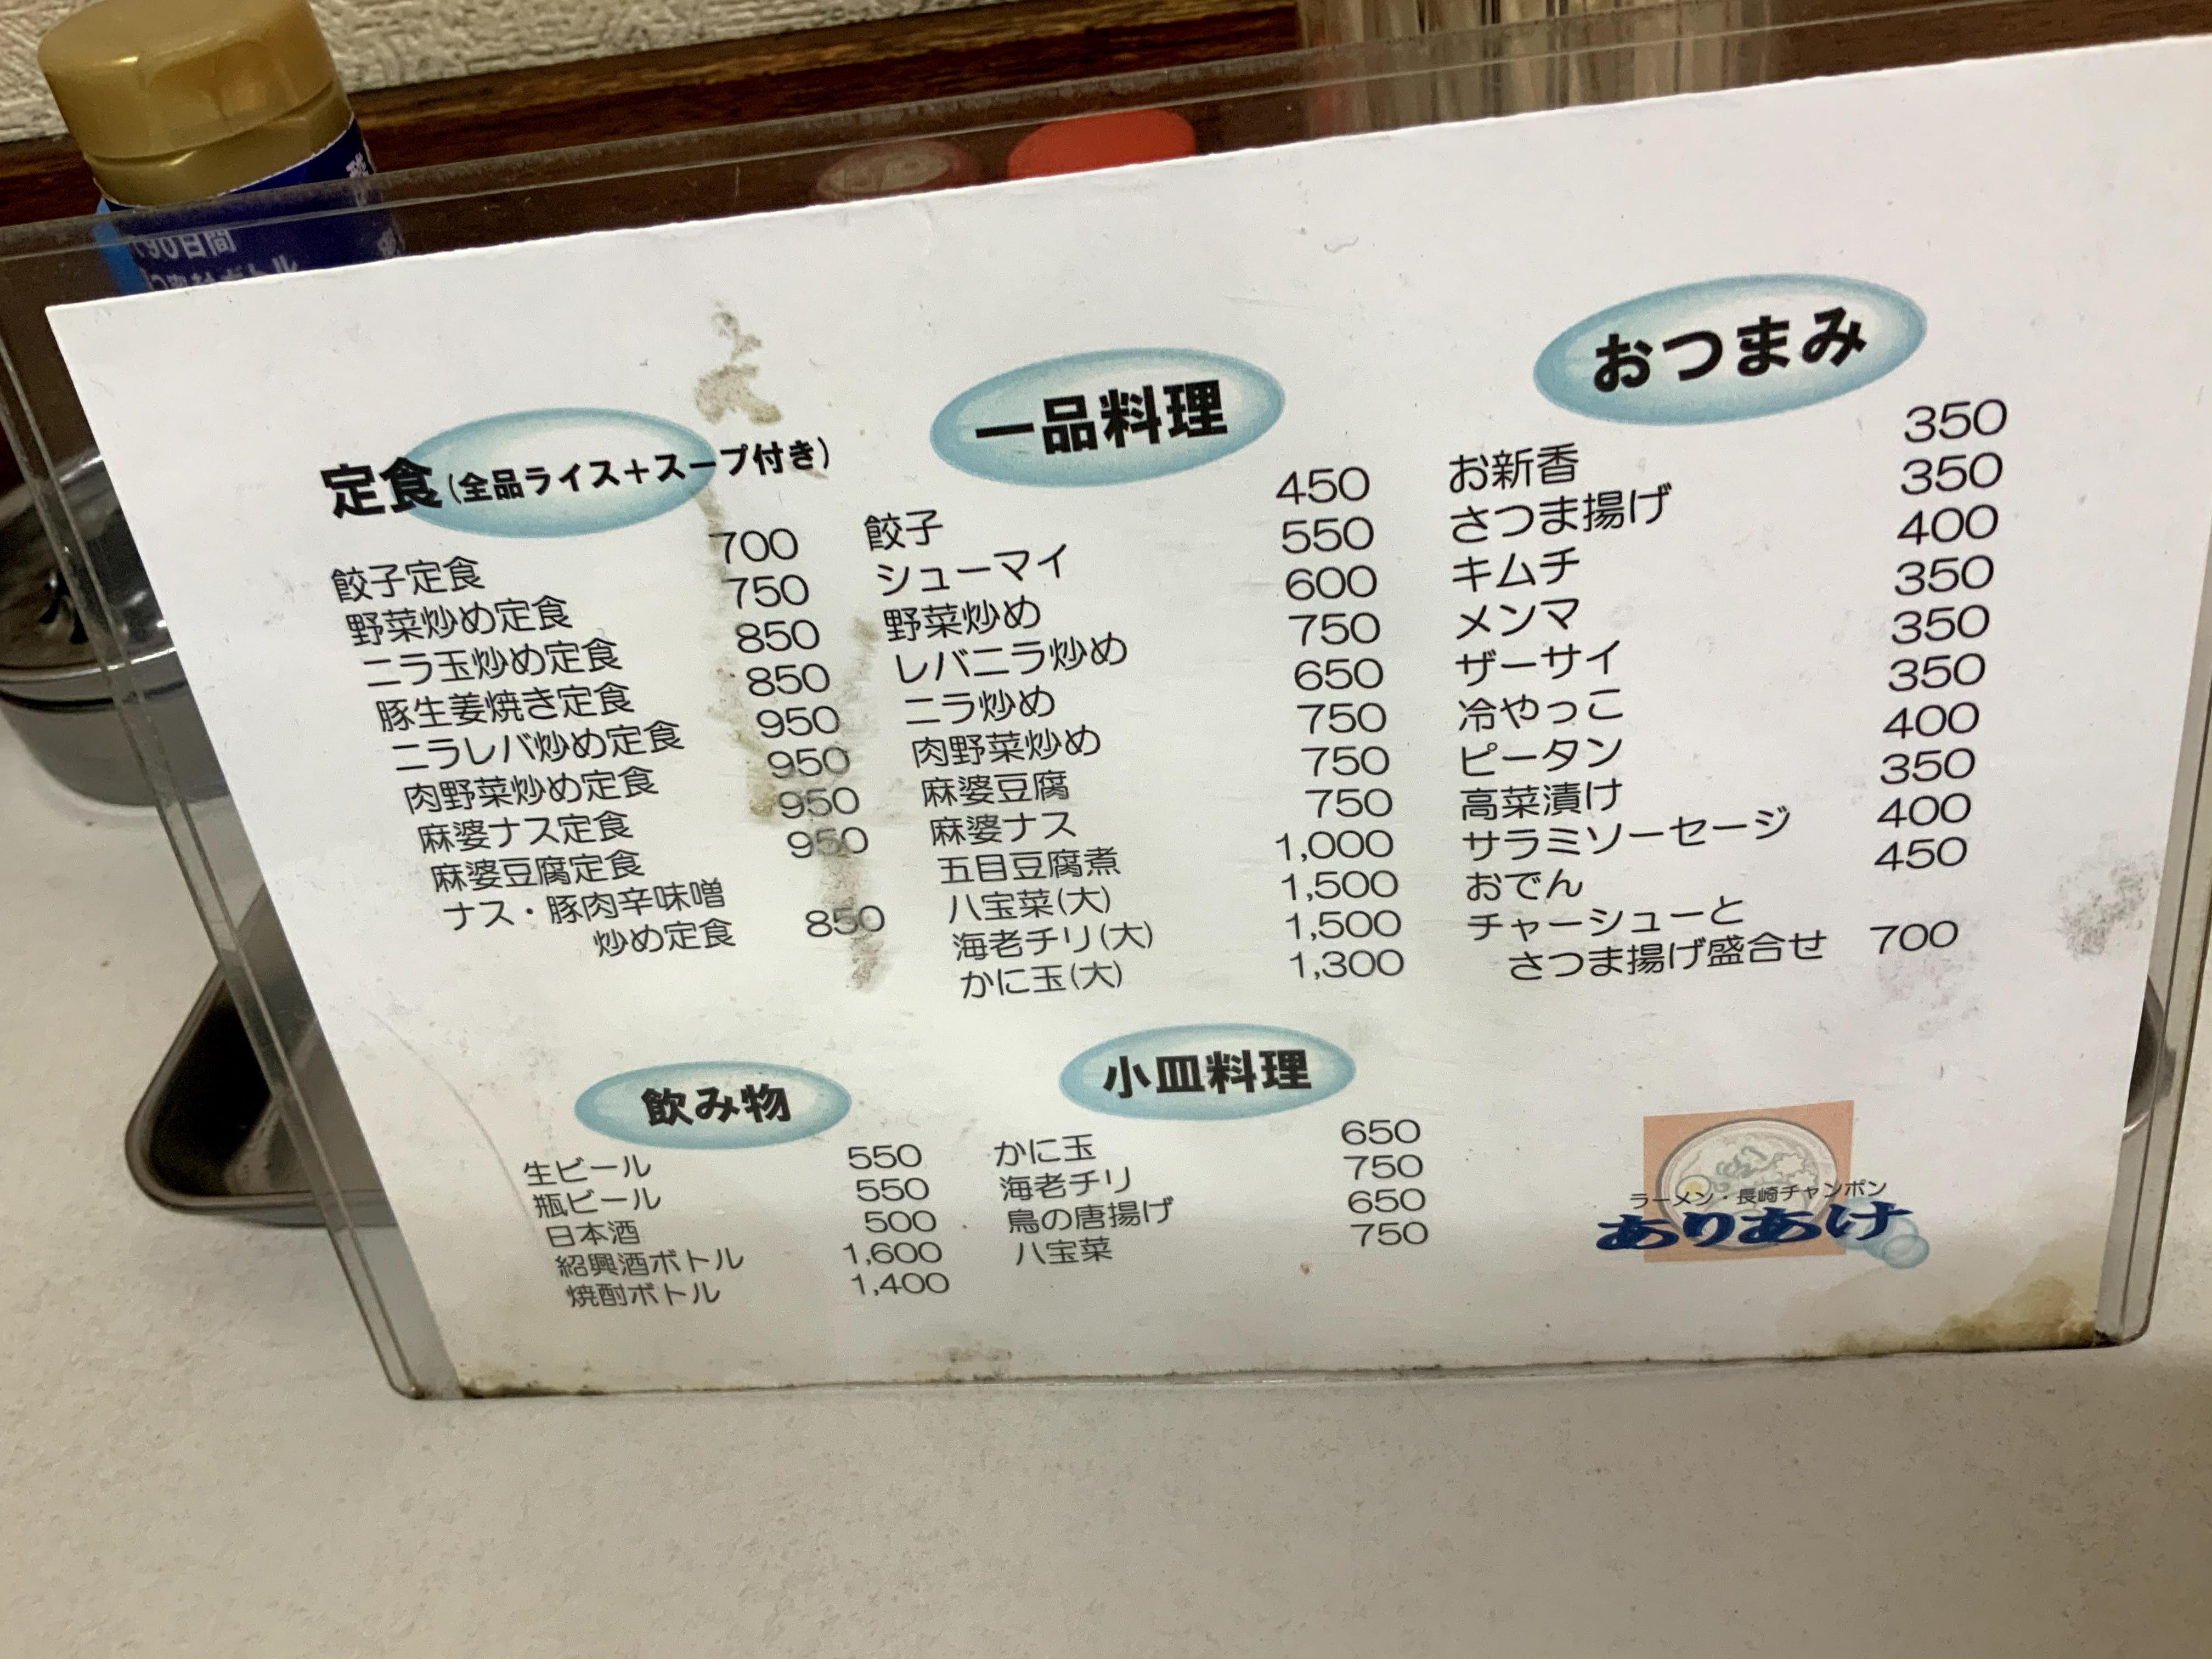 90日間
定食(全品ライス+スープ付き)
餃子定食 700
野菜炒め定食 750
ニラ玉炒め定食 850
豚生姜焼き定食 850
ニラレバ炒め定食 950
肉野菜炒め定食 950
麻婆ナス定食 950
麻婆豆腐定食 950
ナス・豚肉辛味噌
炒め定食 850
一品料理
餃子 450
シューマイ 550
野菜炒め 600
レバニラ炒め 750
ニラ炒め 650
肉野菜炒め 750
麻婆豆腐 750
麻婆ナス 750
五目豆腐煮 1,000
八宝菜(大) 1,500
海老チリ(大) 1,500
かに玉(大) 1,300
おつまみ
お新香 350
さつま揚げ 350
キムチ 400
メンマ 350
ザーサイ 350
冷やっこ 350
ピータン 400
高菜漬け 350
サラミソーセージ 400
おでん 450
チャーシューと
さつま揚げ盛合せ 700
飲み物
生ビール 550
瓶ビール 550
日本酒 500
紹興酒ボトル 1,600
焼酎ボトル 1,400
小皿料理
かに玉 650
海老チリ 750
鳥の唐揚げ 650
八宝菜 750
ラーメン・長崎チャンポン
ありあけ